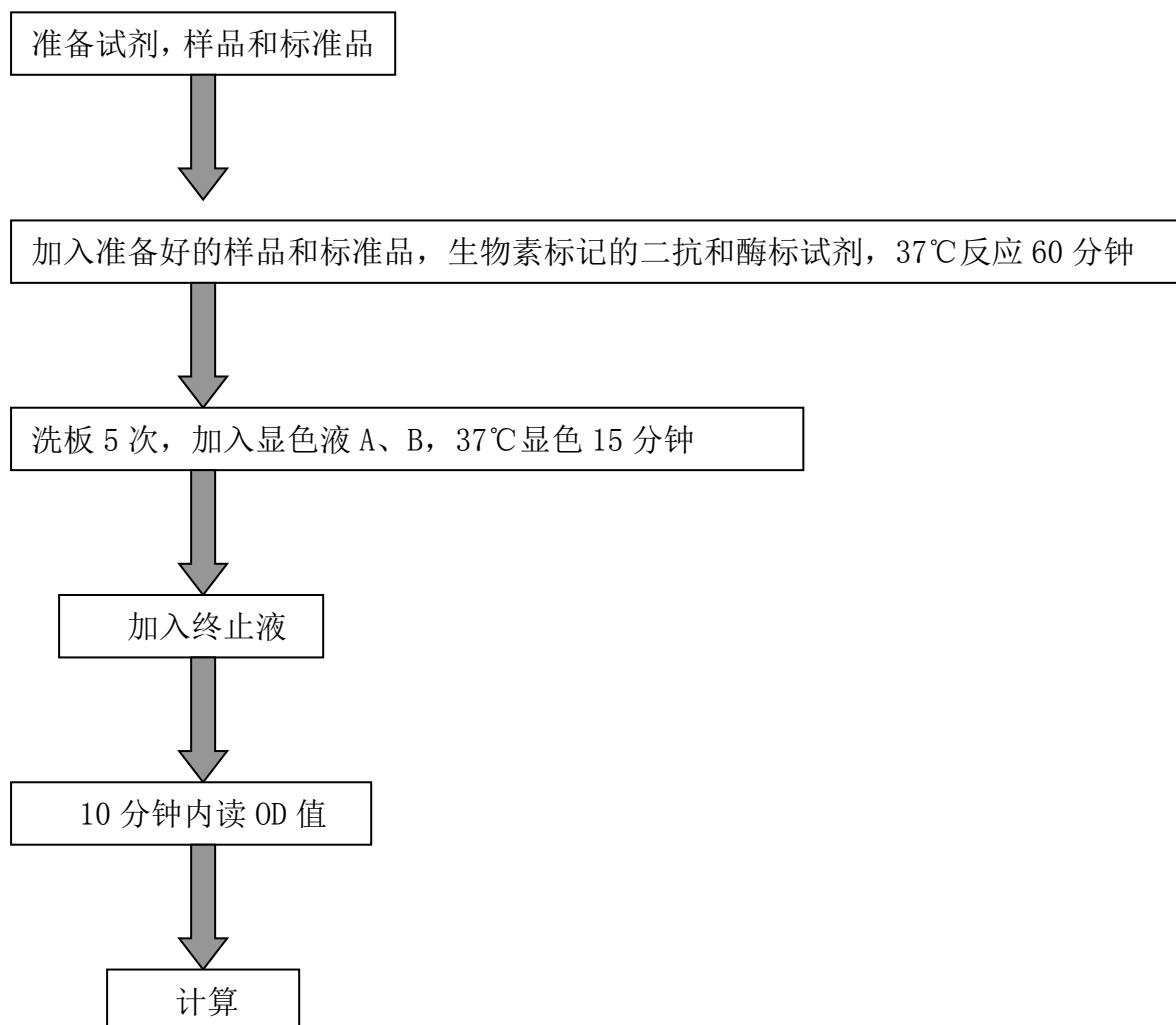 准备试剂，样品和标准品
加入准备好的样品和标准品，生物素标记的二抗和酶标试剂，37℃反应 60 分钟
洗板 5 次，加入显色液 A、B，37℃显色 15 分钟
加入终止液
10 分钟内读 OD 值
计算